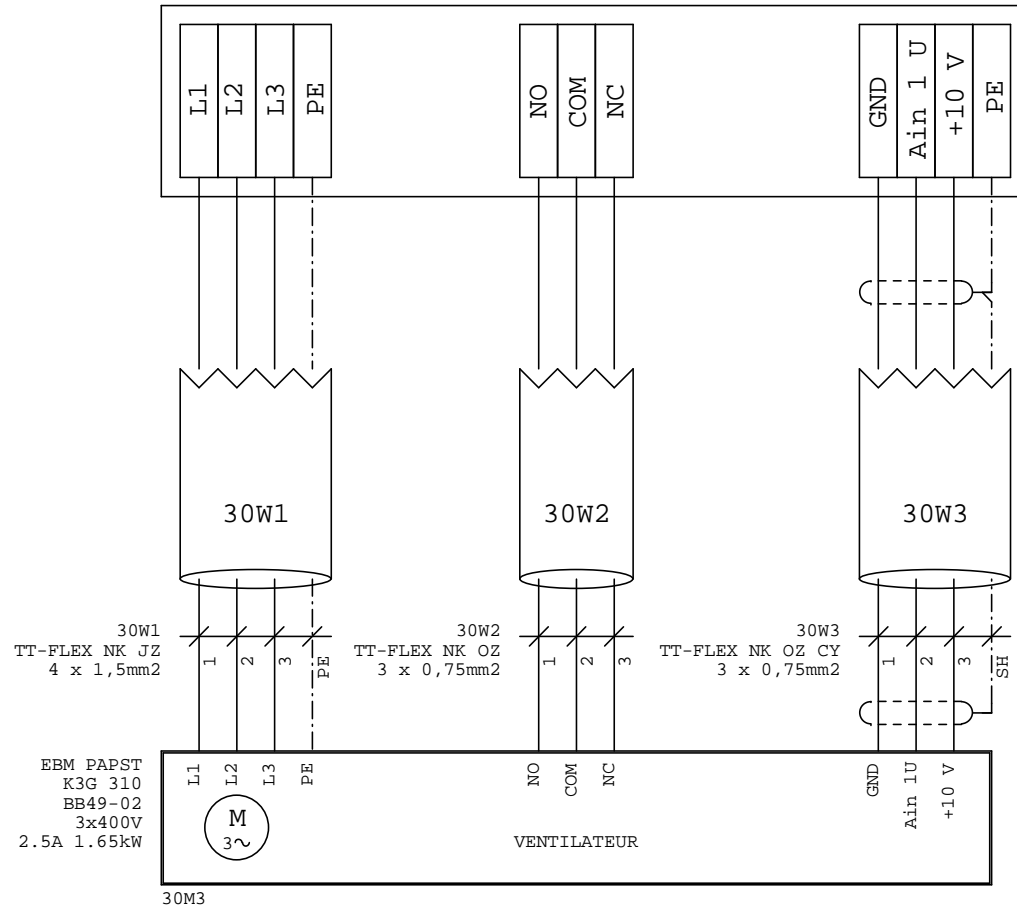 L1 L2 L3 PE
NO COM NC
GND Ain 1 U +10 V PE
30W1
30W2
30W3
30W1
TT-FLEX NK JZ
4 x 1,5mm2
1 2 3 PE
30W2
TT-FLEX NK OZ
3 x 0,75mm2
1 2 3
30W3
TT-FLEX NK OZ CY
3 x 0,75mm2
1 2 3 SH
EBM PAPST
K3G 310
BB49-02
3x400V
2.5A 1.65kW
L1 L2 L3 PE
M
3~
NO COM NC
VENTILATEUR
GND Ain 1U +10 V
30M3